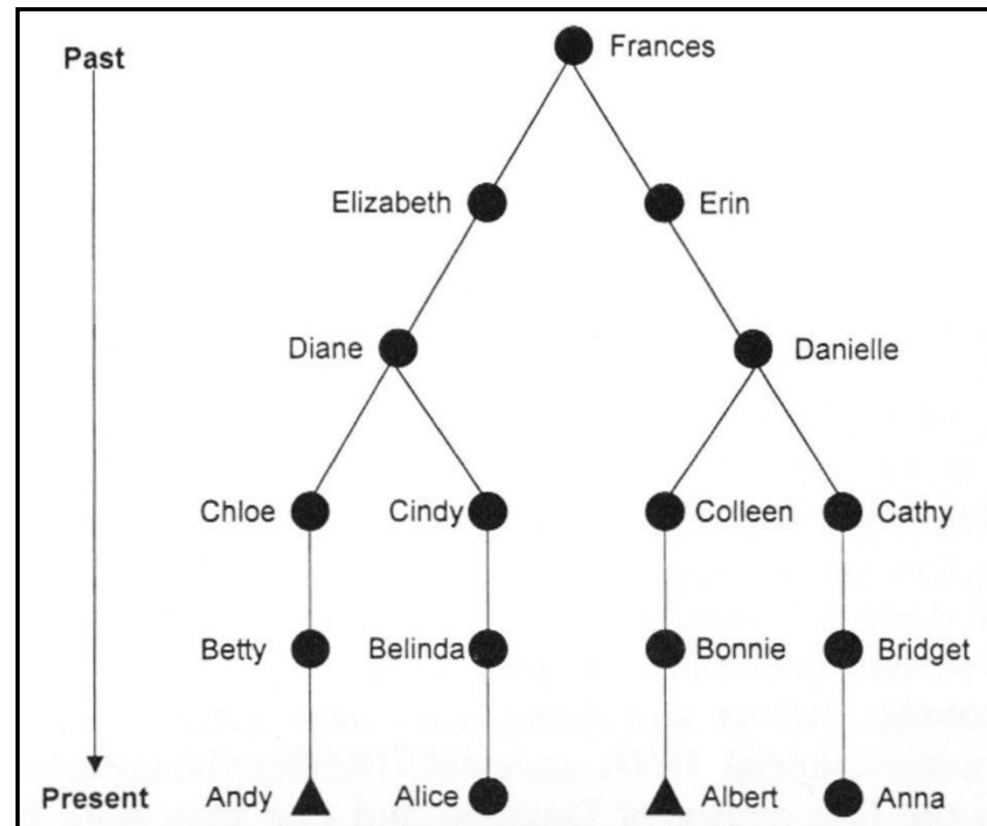 Past
Frances
Elizabeth
Erin
Diane
Danielle
Chloe
Cindy
Colleen
Cathy
Betty
Belinda
Bonnie
Bridget
Present
Andy
Alice
Albert
Anna